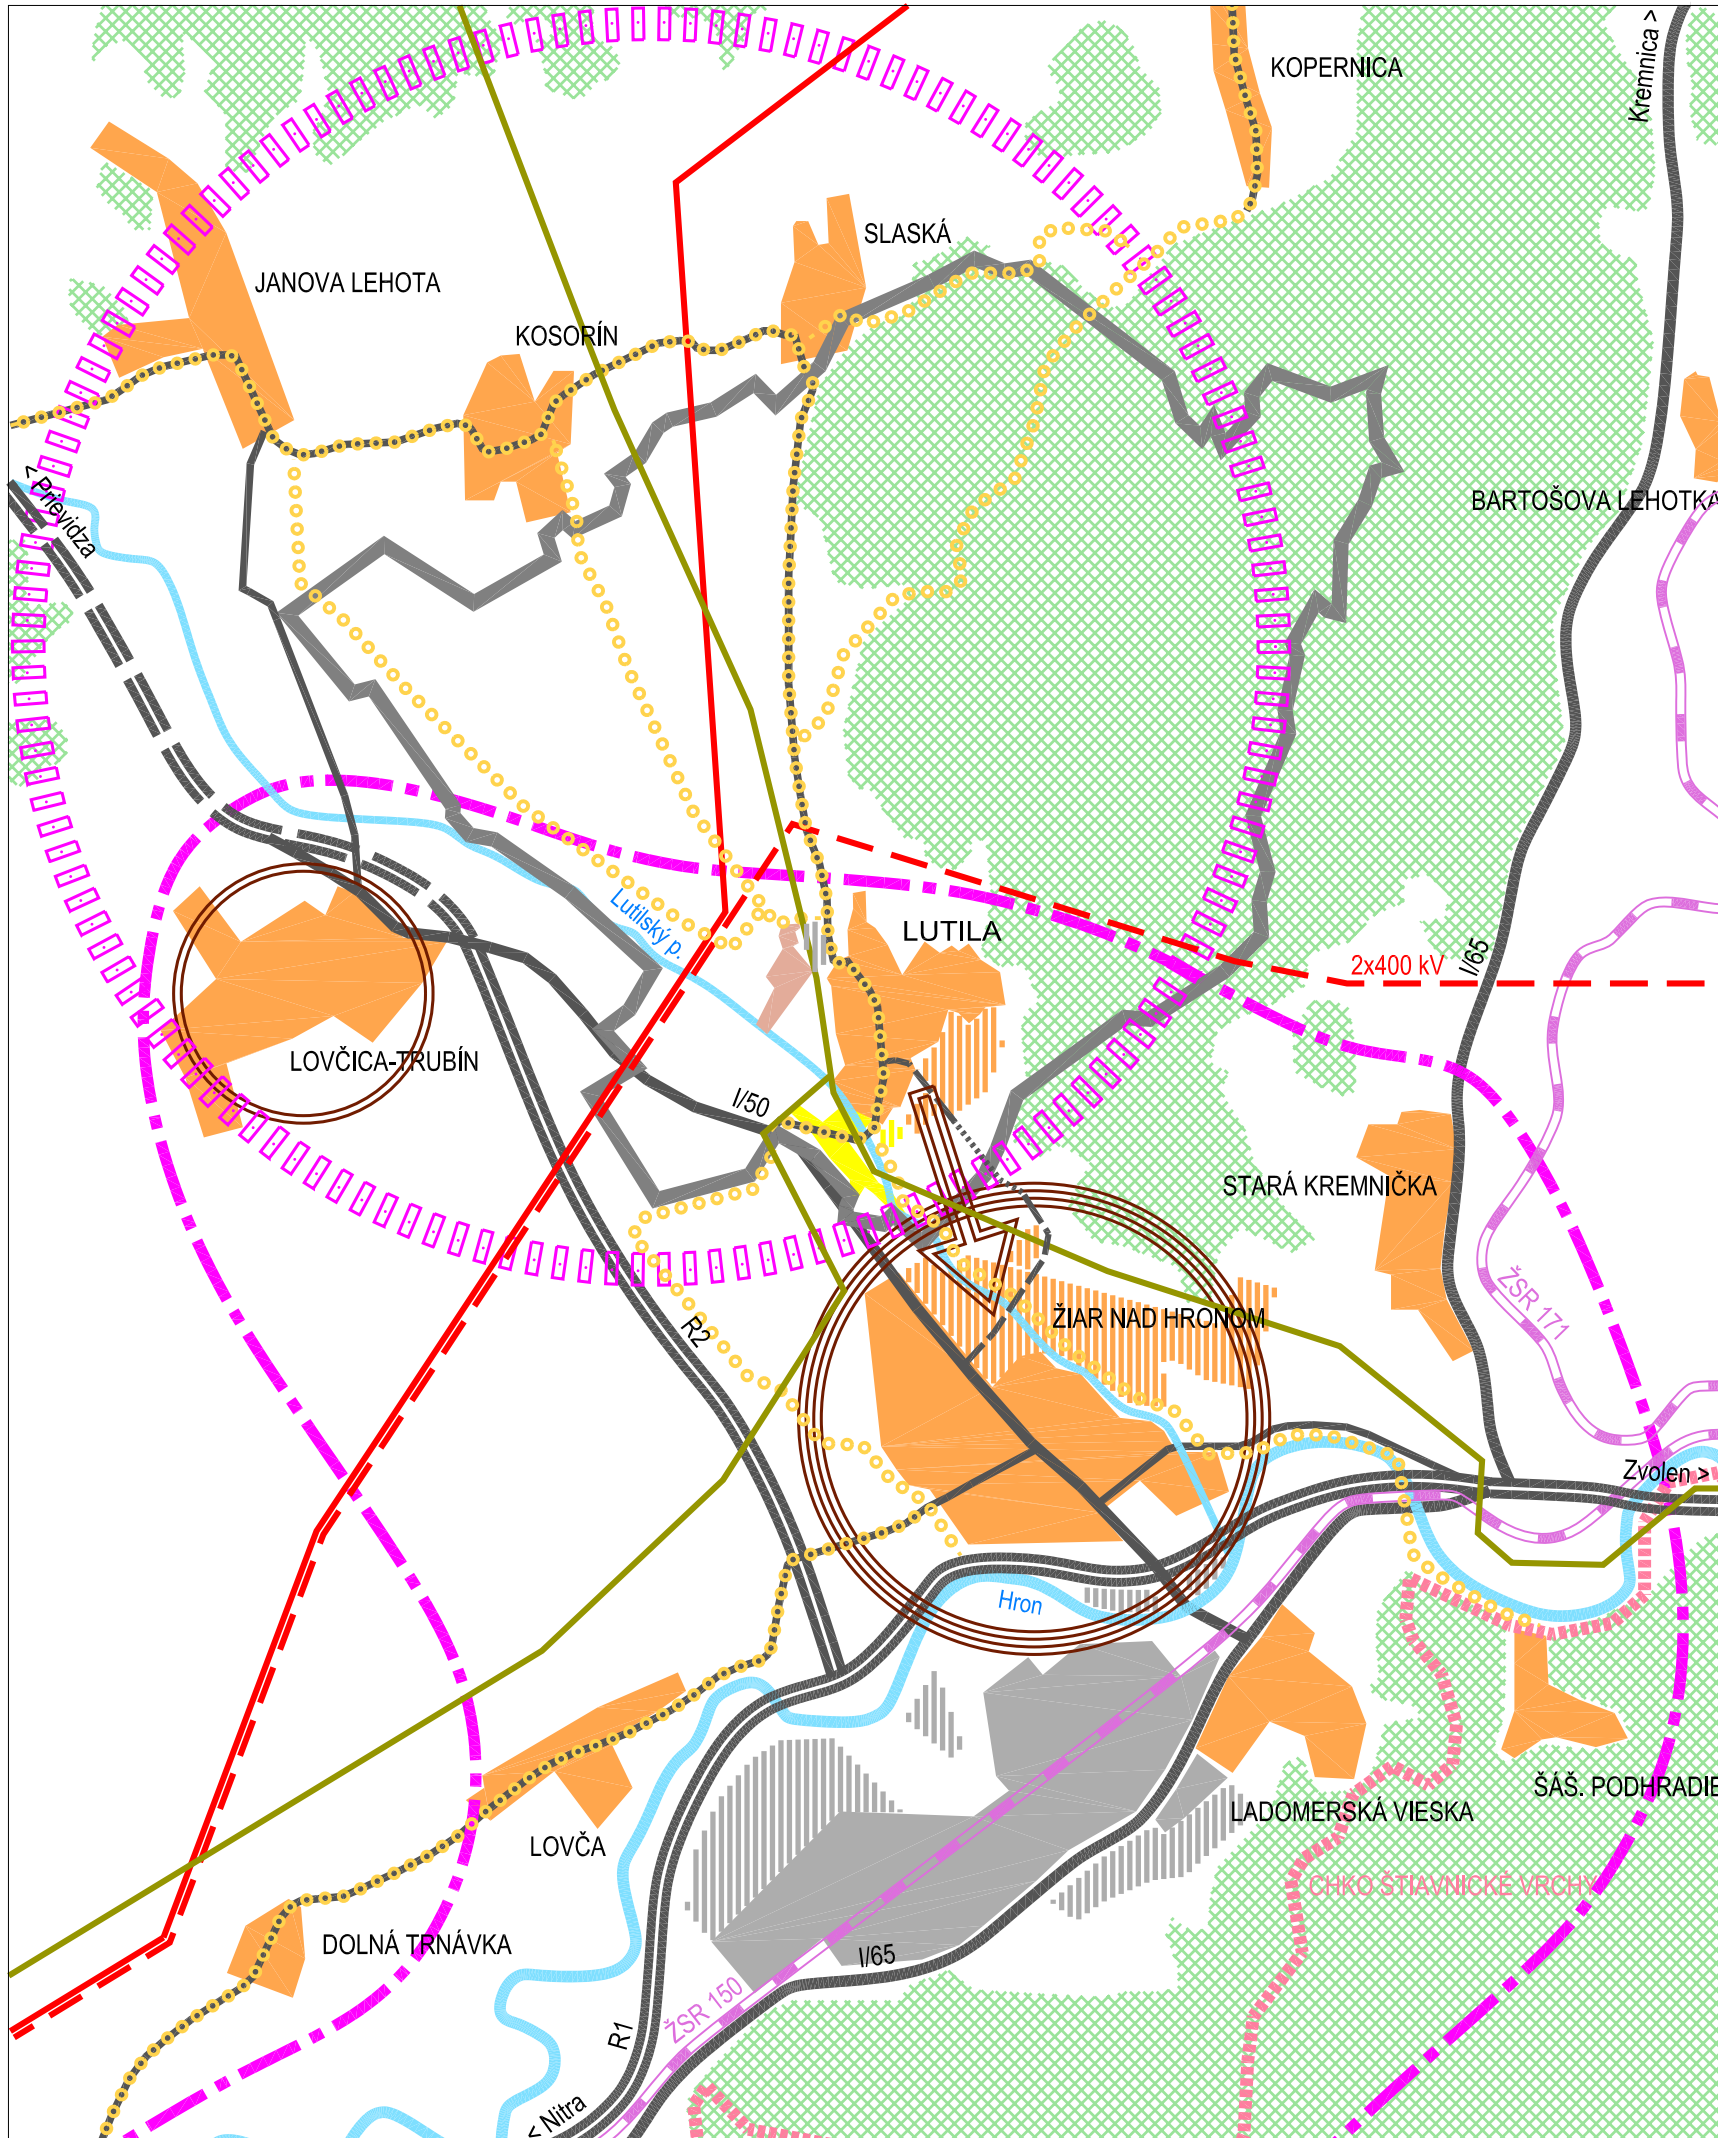 Kremnica >
KOPERNICA
SLASKÁ
JANOVA LEHOTA
KOSORÍN
< Prievidza
BARTOŠOVA LEHOTKA
Lutilský p.
LUTILA
2x400 kV
I/65
LOVČICA-TRUBÍN
I/50
STARÁ KREMNIČKA
ŽSR 171
R2
ŽIAR NAD HRONOM
Zvolen >
Hron
ŠÁŠ. PODHRADIE
LADOMERSKÁ VIESKA
LOVČA
CHKO ŠTIAVNICKÉ VRCHY
DOLNÁ TRNÁVKA
I/65
ŽSR 150
R1
< Nitra